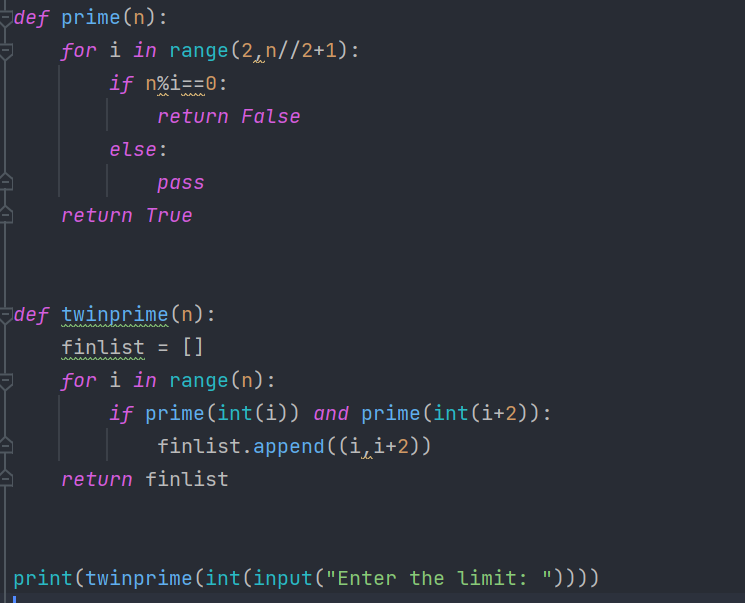 def prime(n):
    for i in range(2,n//2+1):
        if n%i==0:
            return False
        else:
            pass
    return True
def twinprime(n):
    finlist = []
    for i in range(n):
        if prime(int(i)) and prime(int(i+2)):
            finlist.append((i,i+2))
    return finlist
print(twinprime(int(input("Enter the limit: "))))